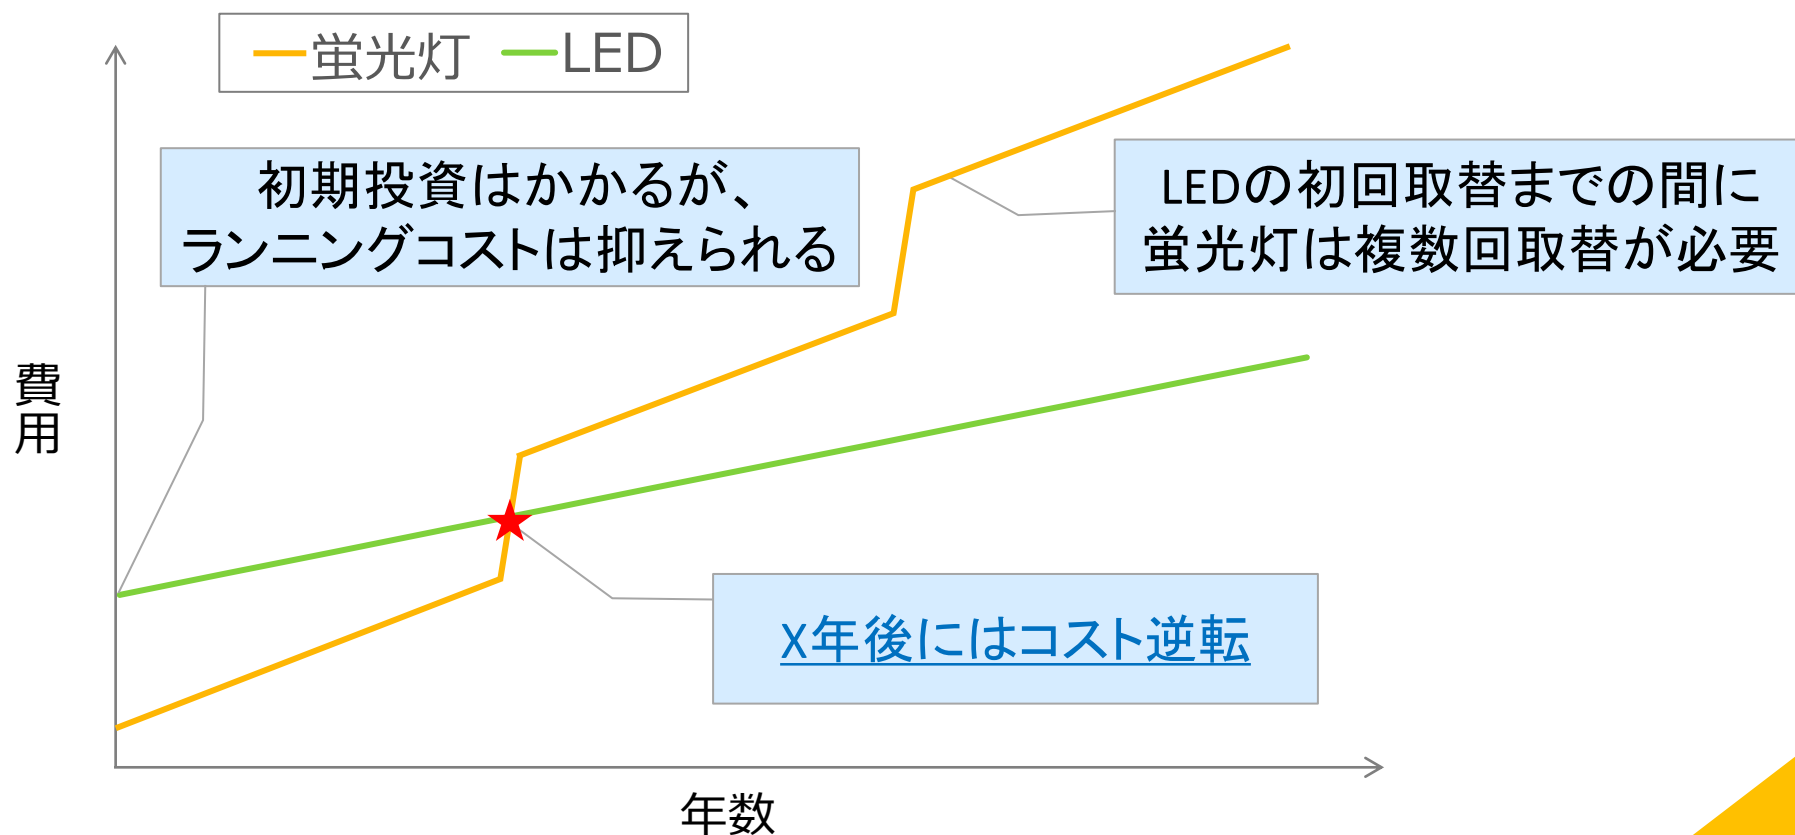 蛍光灯 LED
初期投資はかかるが、
ランニングコストは抑えられる
LEDの初回取替までの間に
蛍光灯は複数回取替が必要
費用
X年後にはコスト逆転
年数